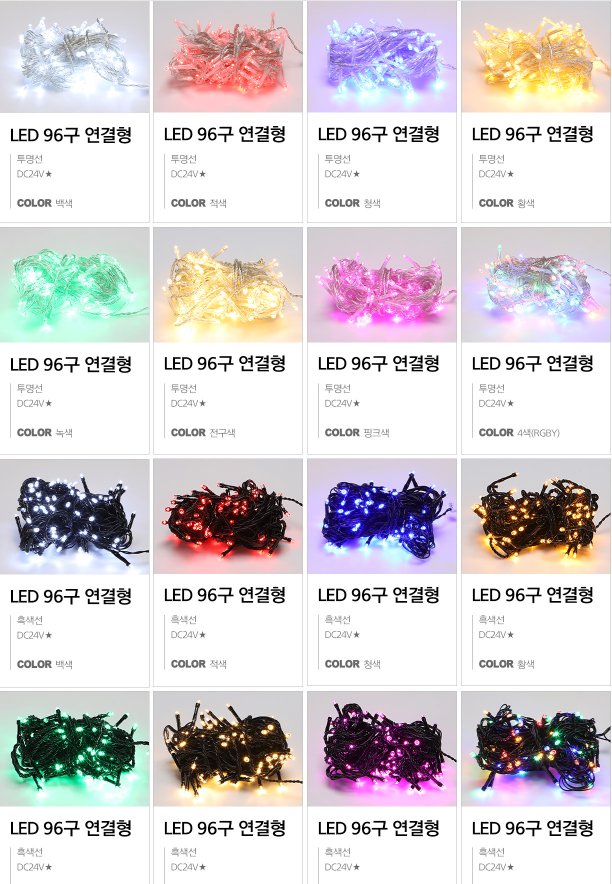 LED 96구 연결형
투명선
DC24V★
COLOR 백색
LED 96구 연결형
투명선
DC24V★
COLOR 적색
LED 96구 연결형
투명선
DC24V★
COLOR 청색
LED 96구 연결형
투명선
DC24V★
COLOR 황색
LED 96구 연결형
투명선
DC24V★
COLOR 녹색
LED 96구 연결형
투명선
DC24V★
COLOR 전구색
LED 96구 연결형
투명선
DC24V★
COLOR 핑크색
LED 96구 연결형
투명선
DC24V★
COLOR 4색(RGBY)
LED 96구 연결형
흑색선
DC24V★
COLOR 백색
LED 96구 연결형
흑색선
DC24V★
COLOR 적색
LED 96구 연결형
흑색선
DC24V★
COLOR 청색
LED 96구 연결형
흑색선
DC24V★
COLOR 황색
LED 96구 연결형
흑색선
DC24V★
LED 96구 연결형
흑색선
DC24V★
LED 96구 연결형
흑색선
DC24V★
LED 96구 연결형
흑색선
DC24V★